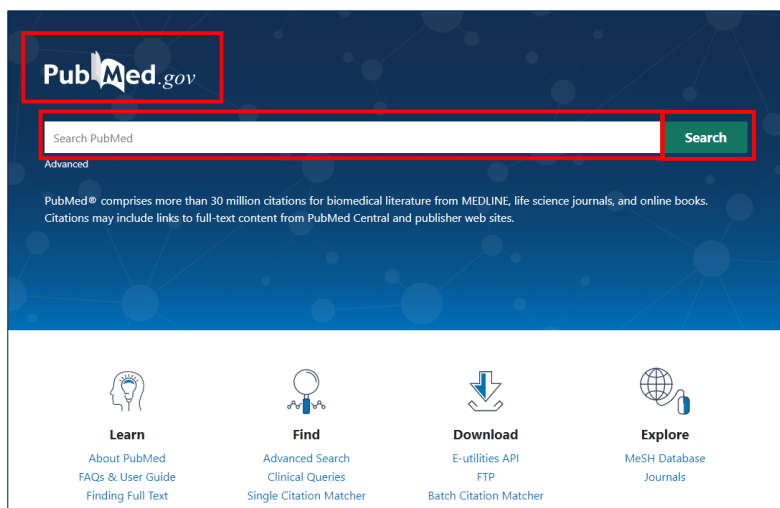 PubMed.gov
Search PubMed
Search
Advanced
PubMed® comprises more than 30 million citations for biomedical literature from MEDLINE, life science journals, and online books.
Citations may include links to full-text content from PubMed Central and publisher web sites.
Learn
Find
Download
Explore
About PubMed
Advanced Search
E-utilities API
MeSH Database
FAQs & User Guide
Clinical Queries
FTP
Journals
Finding Full Text
Single Citation Matcher
Batch Citation Matcher